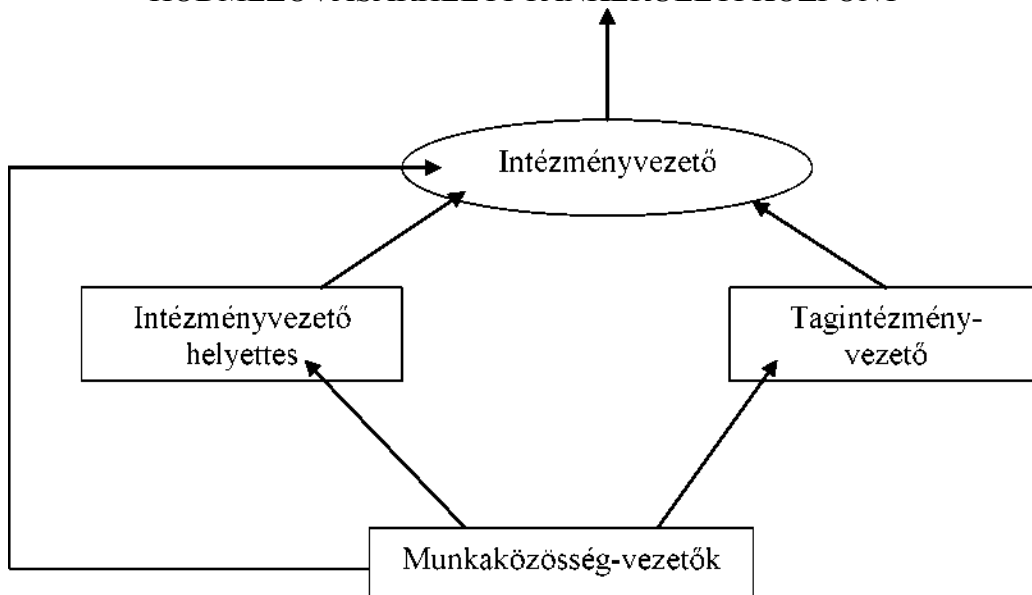 Intézményvezető
Intézményvezető
helyettes
Tagintézmény-
vezető
Munkaközösség-vezetők